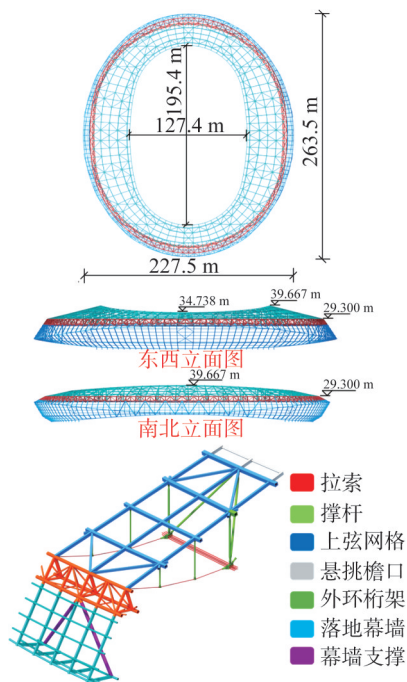 195.4 m
127.4 m
263.5 m
227.5 m
34.738 m
39.667 m
29.300 m
东西立面图
39.667 m
29.300 m
南北立面图
拉索
撑杆
上弦网格
悬挑檐口
外环桁架
落地幕墙
幕墙支撑